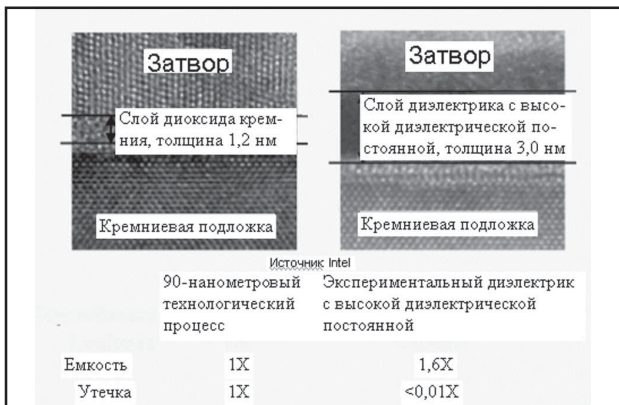 Затвор
Слой диоксида крем-
ния, толщина 1,2 нм
Кремниевая подложка
Затвор
Слой диэлектрика с высо-
кой диэлектрической по-
стоянной, толщина 3,0 нм
Кремниевая подложка
Источник Intel
90-нанометровый
технологический
процесс
Экспериментальный диэлектрик
с высокой диэлектрической
постоянной
Емкость 1X 1,6X
Утечка 1X <0,01X